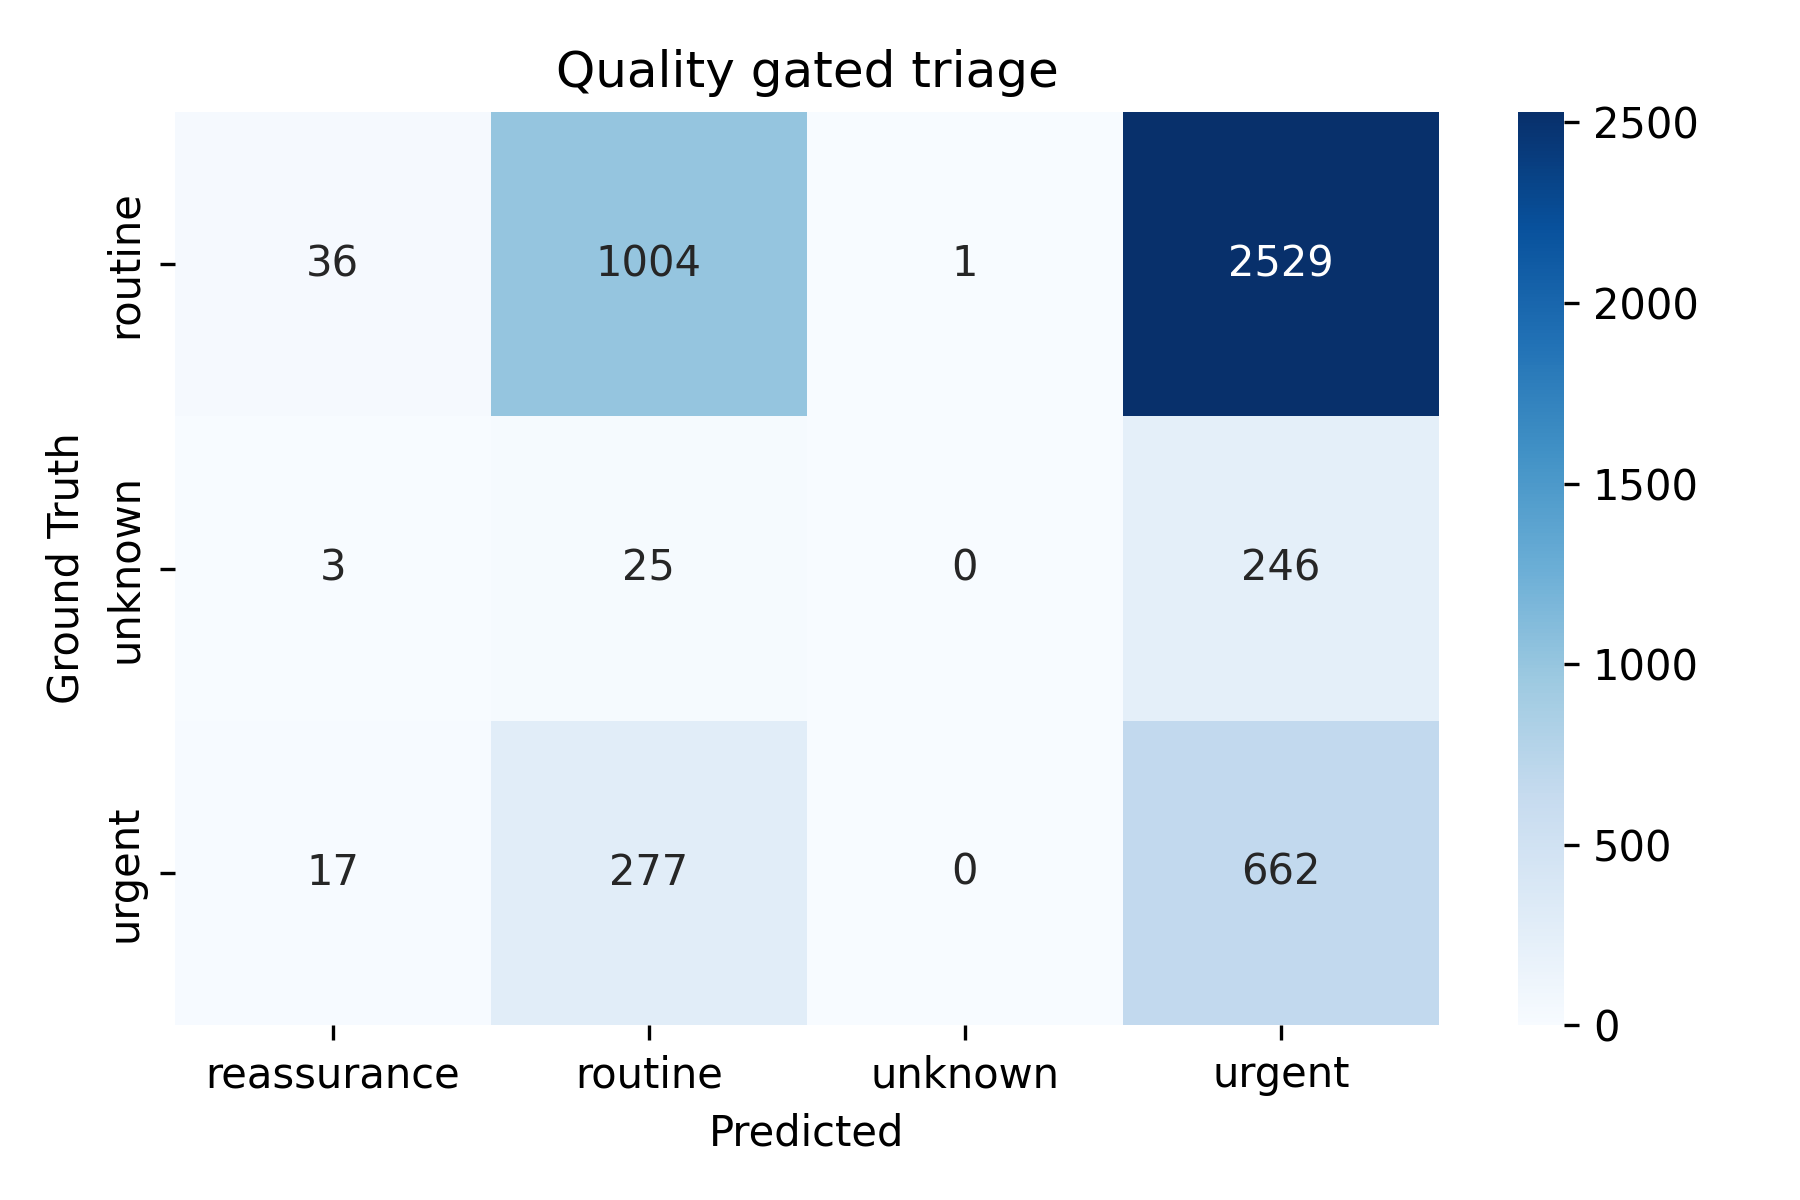 Quality gated triage
Ground Truth
routine
36 1004 1 2529
unknown
3 25 0 246
urgent
17 277 0 662
reassurance routine unknown urgent
Predicted
2500
2000
1500
1000
500
0